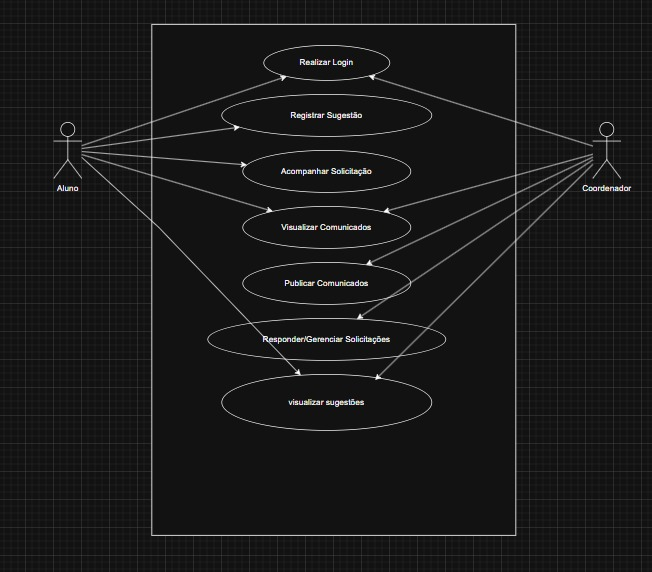 Realizar Login
Registrar Sugestão
Acompanhar Solicitação
Aluno
Coordenador
Visualizar Comunicados
Publicar Comunicados
Responder/Gerenciar Solicitações
visualizar sugestões